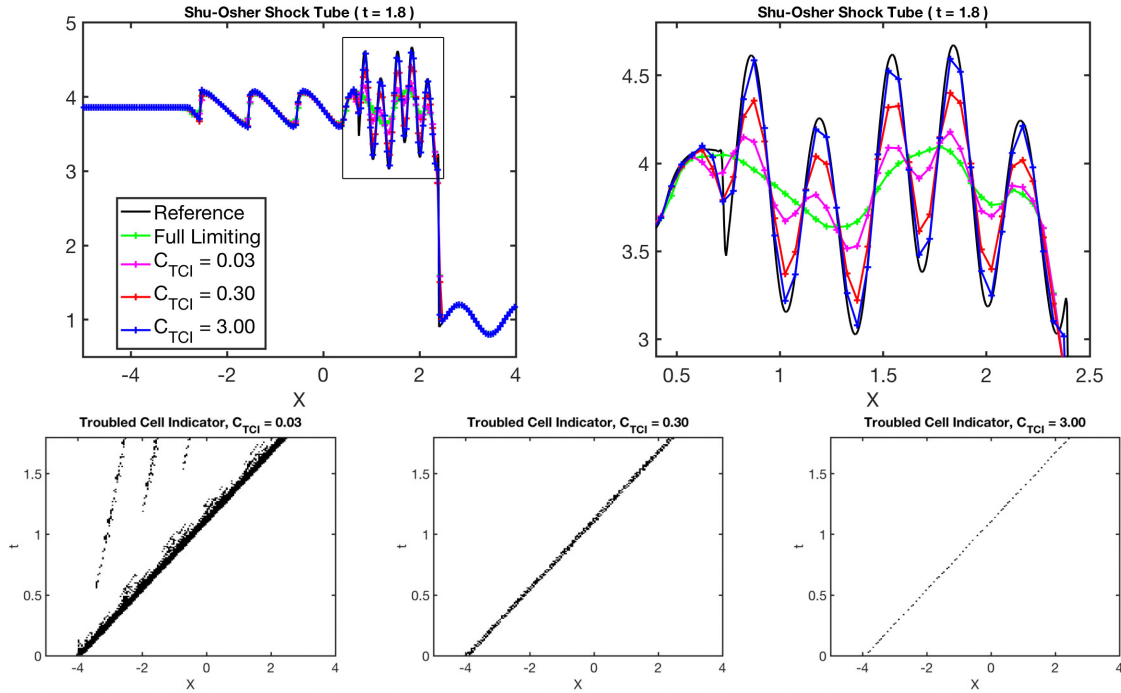 Shu-Osher Shock Tube ( t = 1.8)
5
4
3
2
1
-4
-2
0
2
4
X
Reference
Full Limiting
C_TCI = 0.03
C_TCI = 0.30
C_TCI = 3.00
Shu-Osher Shock Tube ( t = 1.8)
4.5
4
3.5
3
0.5
1
1.5
2
2.5
X
Troubled Cell Indicator, C_TCI = 0.03
1.5
1
0.5
0
t
-4
-2
0
2
4
X
Troubled Cell Indicator, C_TCI = 0.30
1.5
1
0.5
0
t
-4
-2
0
2
4
X
Troubled Cell Indicator, C_TCI = 3.00
1.5
1
0.5
0
t
-4
-2
0
2
4
X